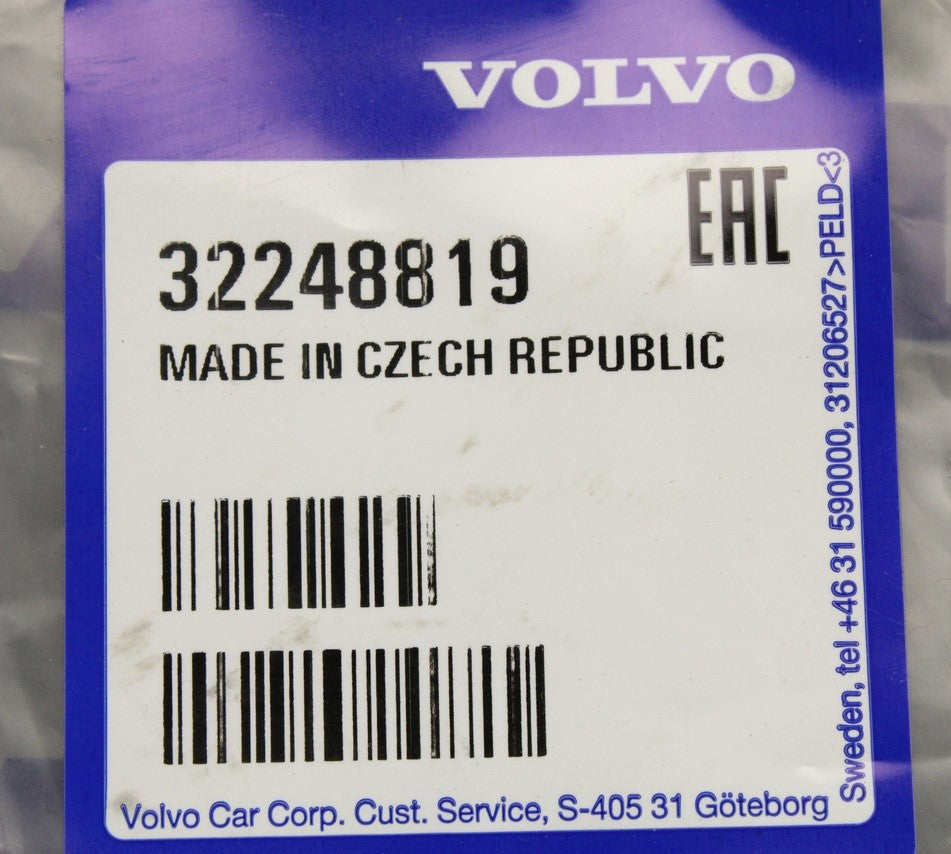 VOLVO
EAC
32248819
MADE IN CZECH REPUBLIC
Volvo Car Corp. Cust. Service, S-405 31 Göteborg
Sweden, tel +46 31 590000, 31206527>PELD<3